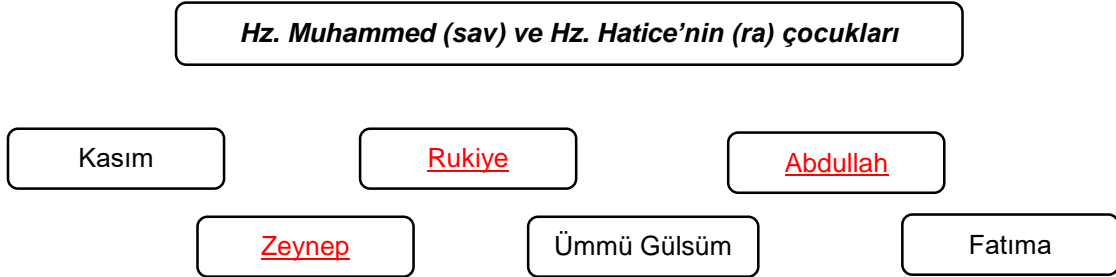 Hz. Muhammed (sav) ve Hz. Hatice’nin (ra) çocukları
Kasım
Rukiye
Abdullah
Zeynep
Ümmü Gülsüm
Fatıma